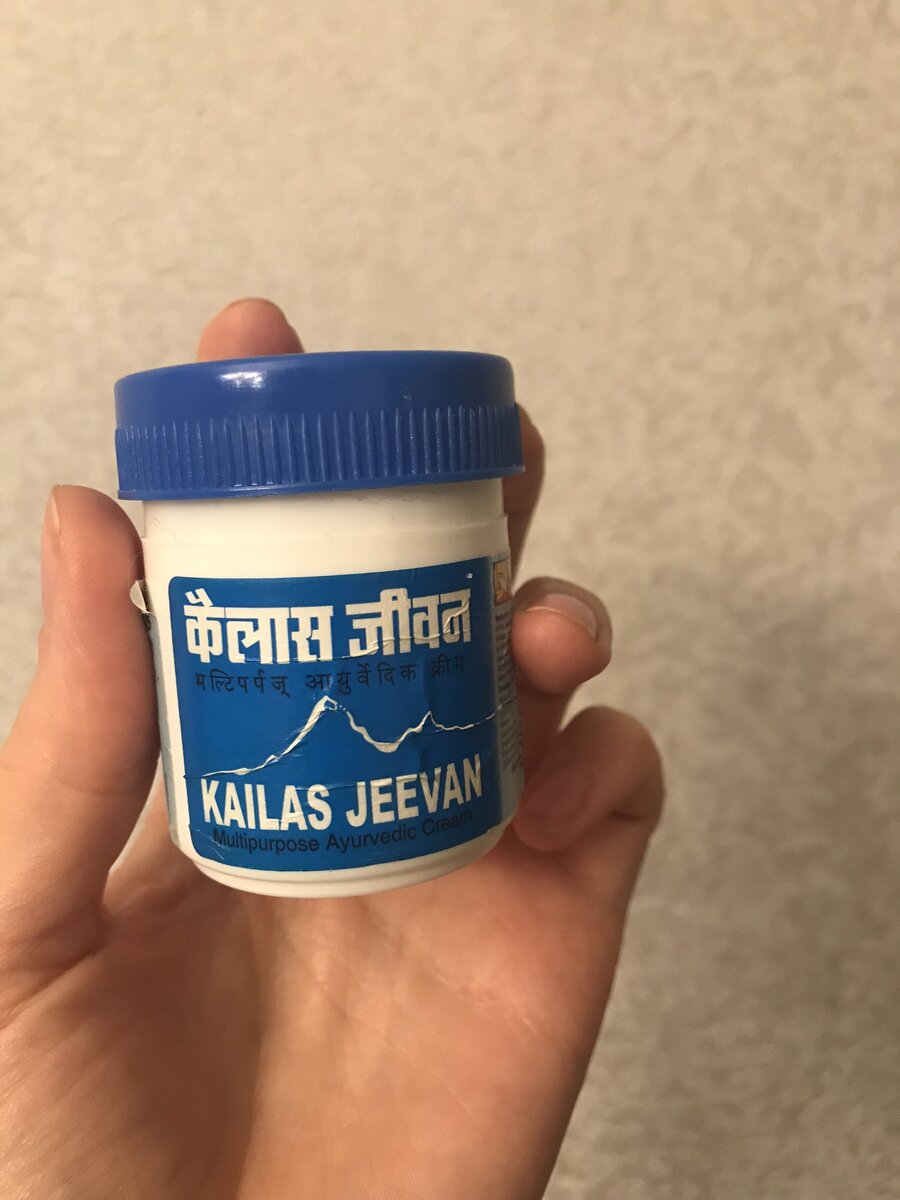 कैलास जीवन
मल्टिपर्पज् आयुर्वेदिक क्रीम
KAILAS JEEVAN
Multipurpose Ayurvedic Cream